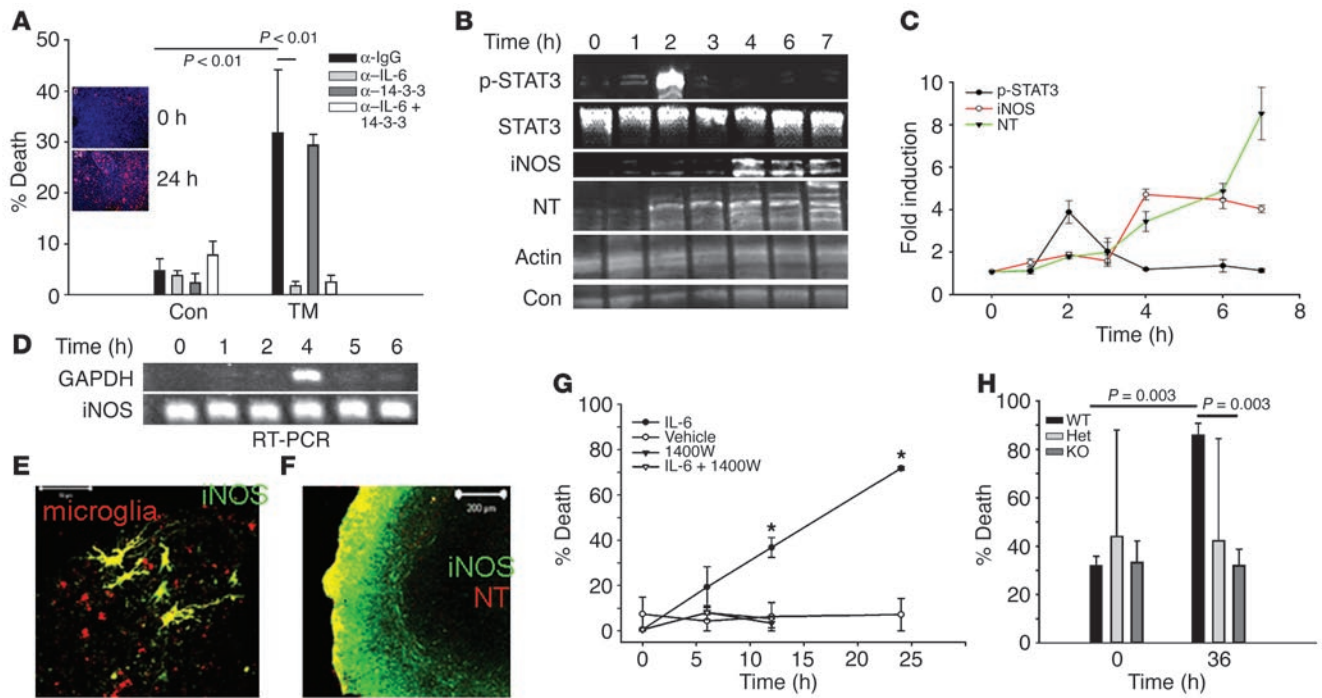 A
50
40
30
20
10
0
% Death
P < 0.01
P < 0.01
α-IgG
α–IL-6
α–14-3-3
α–IL-6 +
14-3-3
0 h
24 h
Con
TM
B
Time (h) 0 1 2 3 4 6 7
p-STAT3
STAT3
iNOS
NT
Actin
Con
C
10
8
6
4
2
0
Fold induction
p-STAT3
iNOS
NT
0 2 4 6 8
Time (h)
D
Time (h) 0 1 2 4 5 6
GAPDH
iNOS
RT-PCR
E
iNOS
microglia
F
200 µm
iNOS
NT
G
100
80
60
40
20
0
% Death
IL-6
Vehicle
1400W
IL-6 + 1400W
*
*
0 5 10 15 20 25
Time (h)
H
100
80
60
40
20
0
% Death
P = 0.003
P = 0.003
WT
Het
KO
0 36
Time (h)